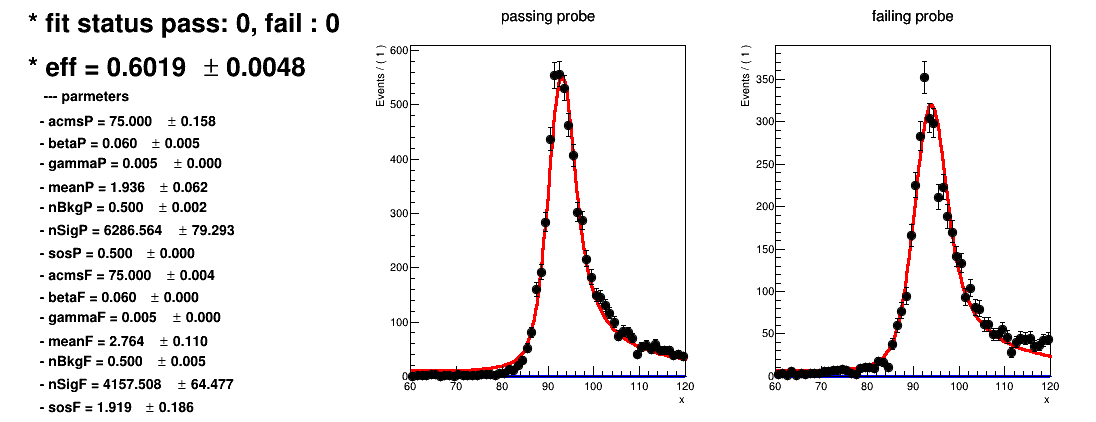 * fit status pass: 0, fail : 0
* eff = 0.6019 ± 0.0048
--- parmeters
- acmsP = 75.000 ± 0.158
- betaP = 0.060 ± 0.005
- gammaP = 0.005 ± 0.000
- meanP = 1.936 ± 0.062
- nBkgP = 0.500 ± 0.002
- nSigP = 6286.564 ± 79.293
- sosP = 0.500 ± 0.000
- acmsF = 75.000 ± 0.004
- betaF = 0.060 ± 0.000
- gammaF = 0.005 ± 0.000
- meanF = 2.764 ± 0.110
- nBkgF = 0.500 ± 0.005
- nSigF = 4157.508 ± 64.477
- sosF = 1.919 ± 0.186
passing probe
Events / ( 1 )
600
500
400
300
200
100
0
60 70 80 90 100 110 120
x
failing probe
Events / ( 1 )
350
300
250
200
150
100
50
0
60 70 80 90 100 110 120
x